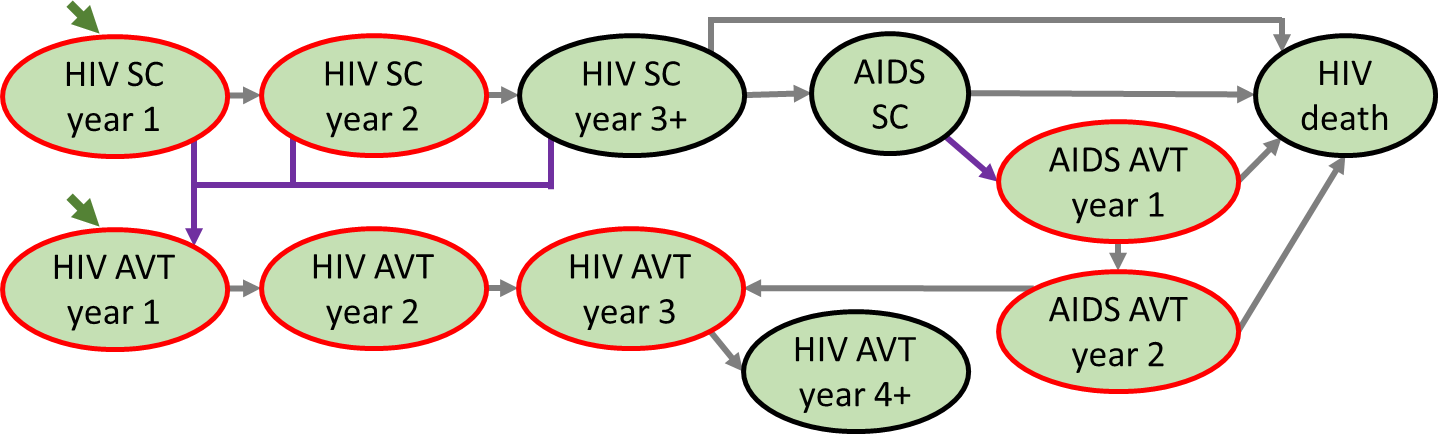 HIV SC
year 1
HIV SC
year 2
HIV SC
year 3+
AIDS
SC
HIV
death
AIDS AVT
year 1
HIV AVT
year 1
HIV AVT
year 2
HIV AVT
year 3
AIDS AVT
year 2
HIV AVT
year 4+